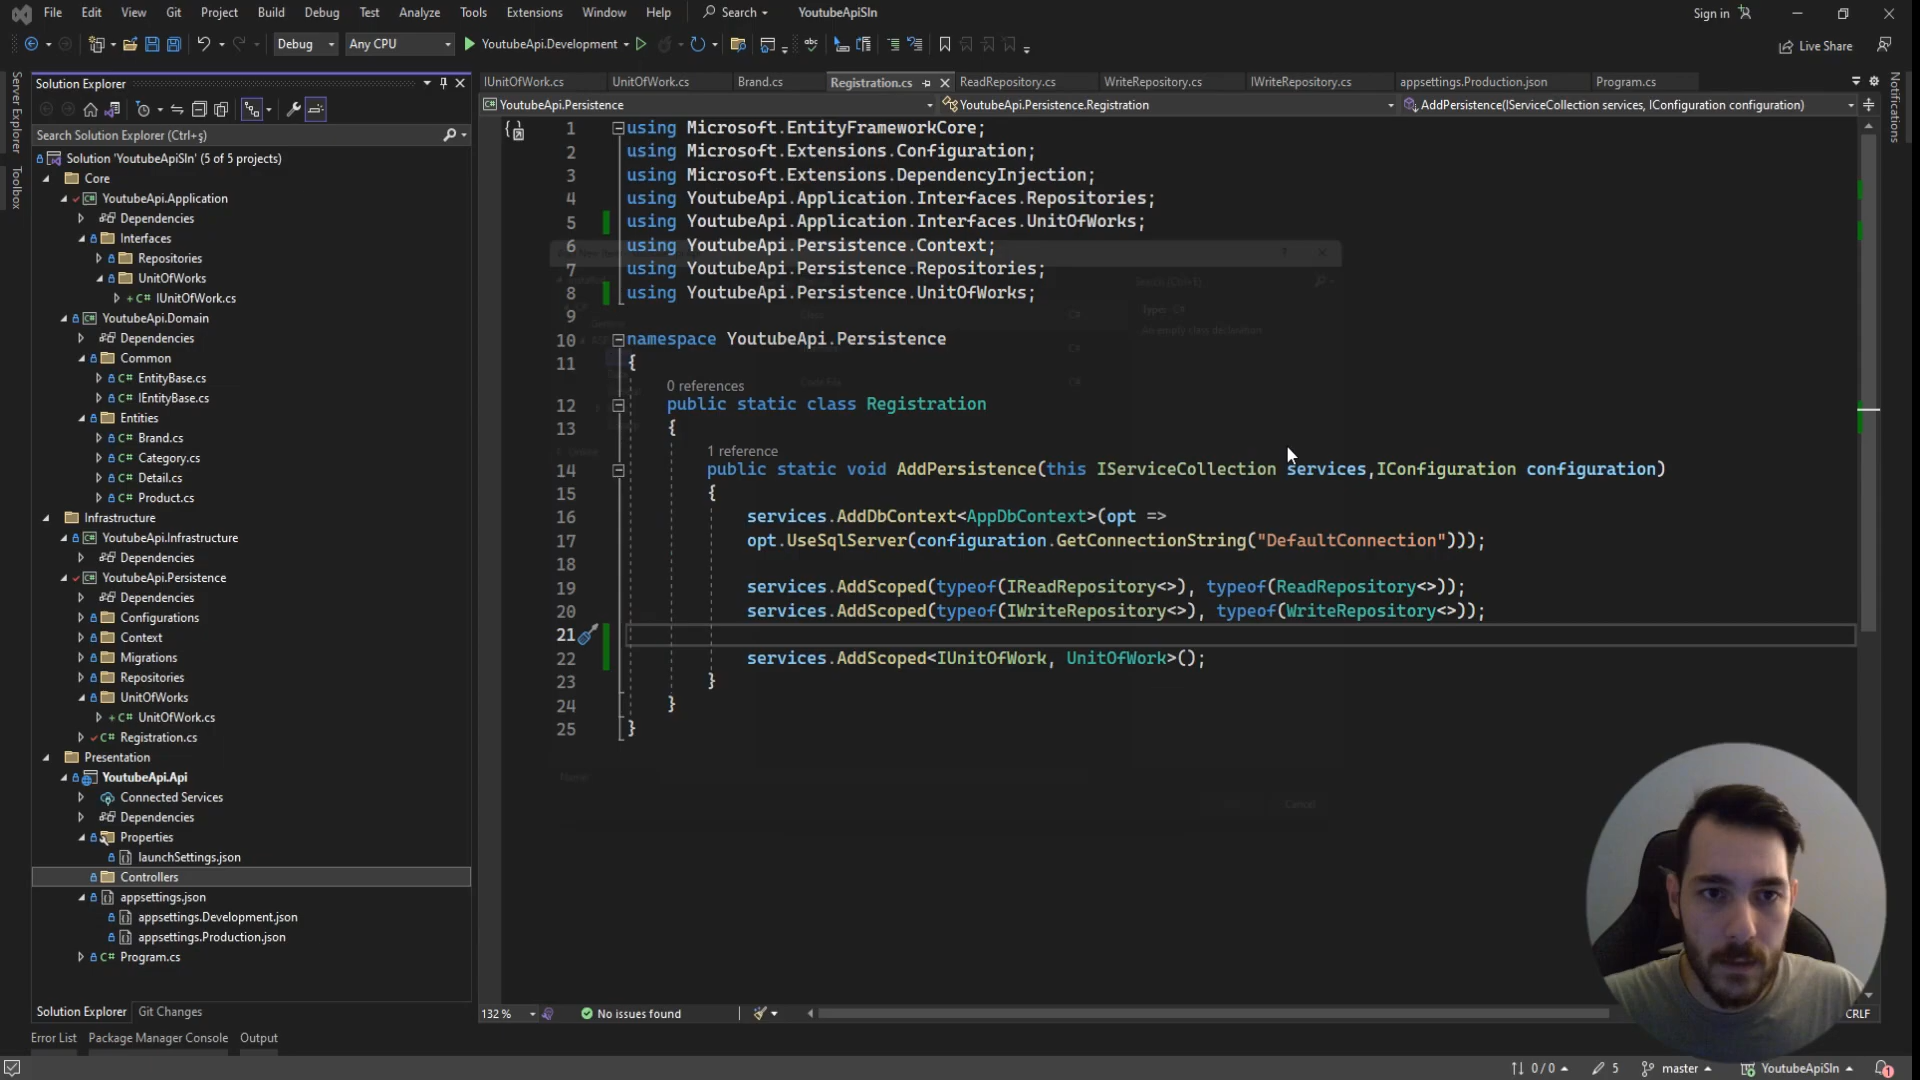 File Edit View Git Project Build Debug Test Analyze Tools Extensions Window Help Search YoutubeApiSln Sign in
Debug Any CPU YoutubeApi.Development Live Share
Server Explorer
Toolbox
Notifications
Solution Explorer
Search Solution Explorer (Ctrl+ş)
Solution 'YoutubeApiSln' (5 of 5 projects)
Core
YoutubeApi.Application
Dependencies
Interfaces
Repositories
UnitOfWorks
IUnitOfWork.cs
YoutubeApi.Domain
Dependencies
Common
EntityBase.cs
IEntityBase.cs
Entities
Brand.cs
Category.cs
Detail.cs
Product.cs
Infrastructure
YoutubeApi.Infrastructure
Dependencies
YoutubeApi.Persistence
Dependencies
Configurations
Context
Migrations
Repositories
UnitOfWorks
UnitOfWork.cs
Registration.cs
Presentation
YoutubeApi.Api
Connected Services
Dependencies
Properties
launchSettings.json
Controllers
appsettings.json
appsettings.Development.json
appsettings.Production.json
Program.cs
Solution Explorer Git Changes
IUnitOfWork.cs UnitOfWork.cs Brand.cs Registration.cs ReadRepository.cs WriteRepository.cs IWriteRepository.cs appsettings.Production.json Program.cs
YoutubeApi.Persistence YoutubeApi.Persistence.Registration AddPersistence(IServiceCollection services, IConfiguration configuration)
1 using Microsoft.EntityFrameworkCore;
2 using Microsoft.Extensions.Configuration;
3 using Microsoft.Extensions.DependencyInjection;
4 using YoutubeApi.Application.Interfaces.Repositories;
5 using YoutubeApi.Application.Interfaces.UnitOfWorks;
6 using YoutubeApi.Persistence.Context;
7 using YoutubeApi.Persistence.Repositories;
8 using YoutubeApi.Persistence.UnitOfWorks;
9
10 namespace YoutubeApi.Persistence
11 {
0 references
12 public static class Registration
13 {
1 reference
14 public static void AddPersistence(this IServiceCollection services,IConfiguration configuration)
15 {
16 services.AddDbContext<AppDbContext>(opt =>
17 opt.UseSqlServer(configuration.GetConnectionString("DefaultConnection")));
18
19 services.AddScoped(typeof(IReadRepository<>), typeof(ReadRepository<>));
20 services.AddScoped(typeof(IWriteRepository<>), typeof(WriteRepository<>));
21
22 services.AddScoped<IUnitOfWork, UnitOfWork>();
23 }
24 }
25 }
132 % No issues found CRLF
Error List Package Manager Console Output
0 / 0 5 master YoutubeApiSln 1